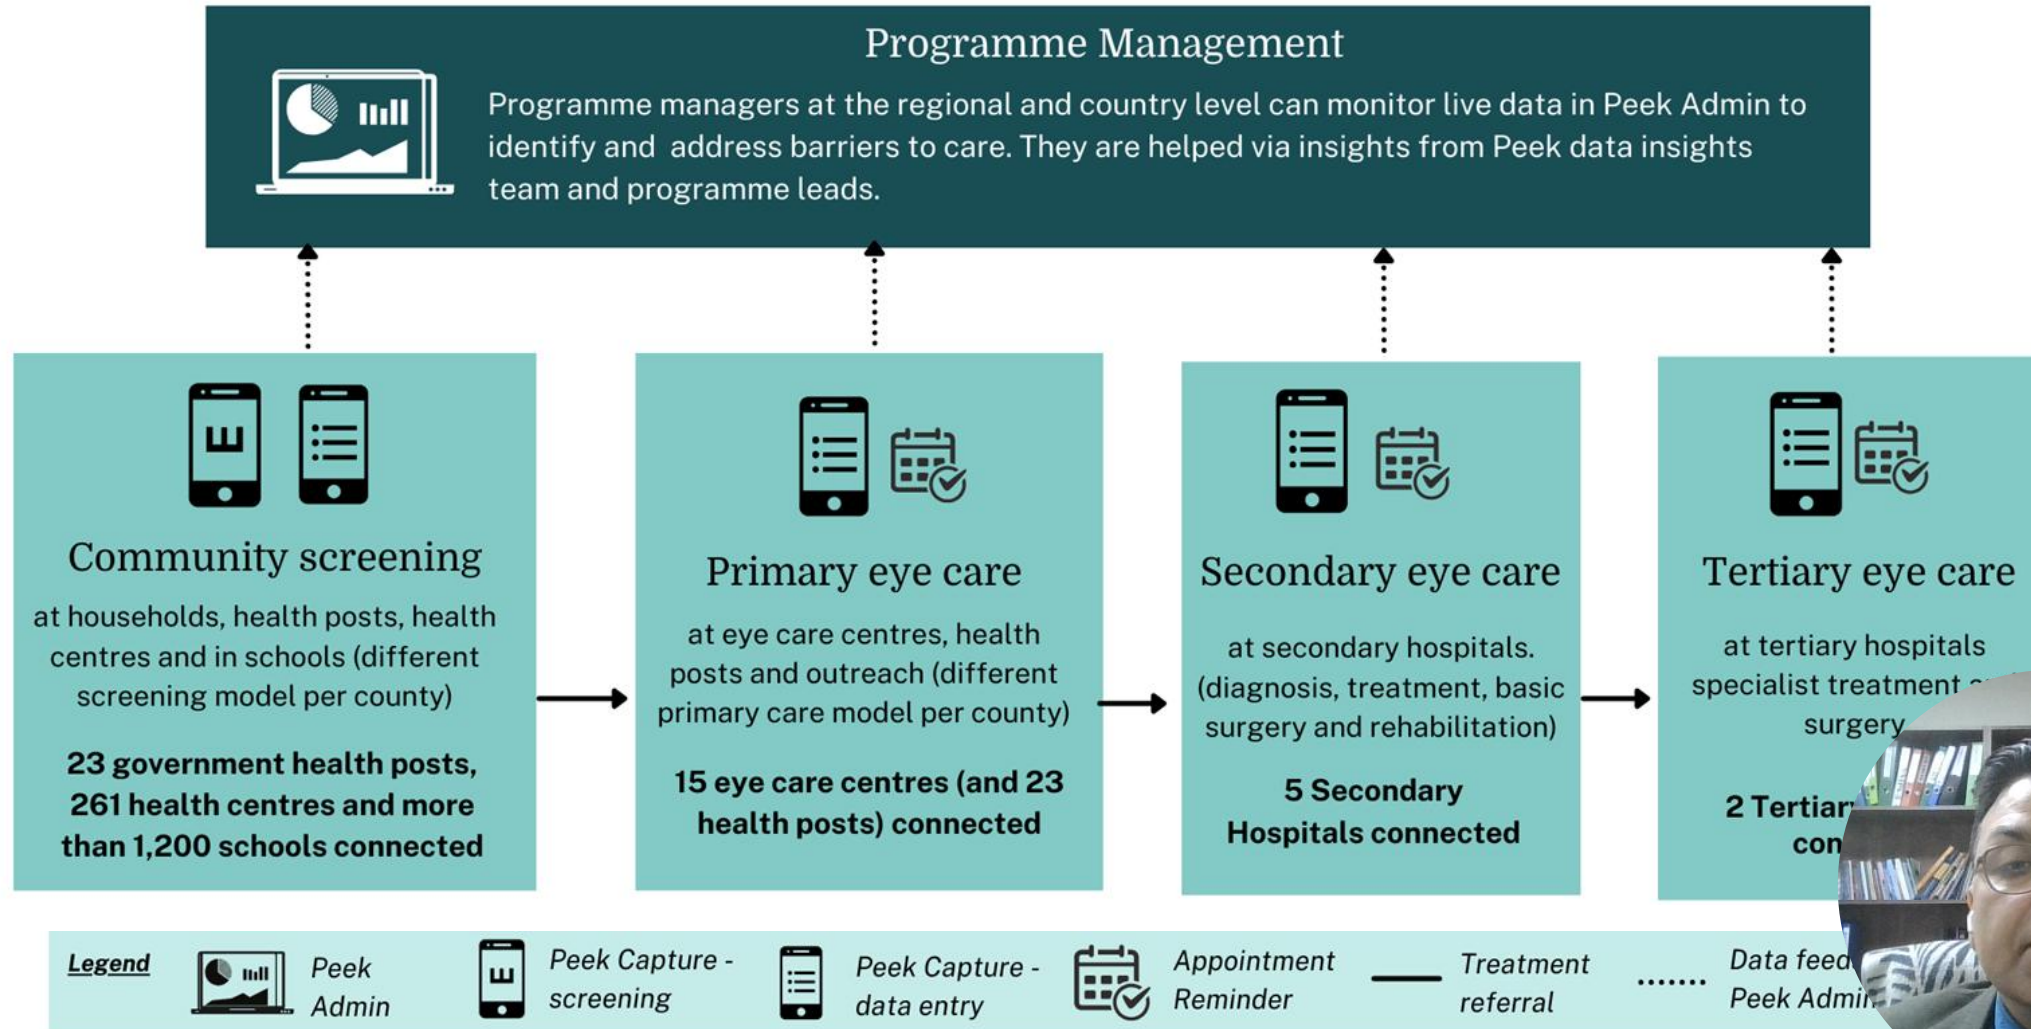 Programme Management
Programme managers at the regional and country level can monitor live data in Peek Admin to
identify and address barriers to care. They are helped via insights from Peek data insights
team and programme leads.
Community screening
at households, health posts, health
centres and in schools (different
screening model per county)
23 government health posts,
261 health centres and more
than 1,200 schools connected
Primary eye care
at eye care centres, health
posts and outreach (different
primary care model per county)
15 eye care centres (and 23
health posts) connected
Secondary eye care
at secondary hospitals.
(diagnosis, treatment, basic
surgery and rehabilitation)
5 Secondary
Hospitals connected
Tertiary eye care
at tertiary hospitals
specialist treatment
surgery
2 Tertiary
Legend
Peek
Admin
Peek Capture -
screening
Peek Capture -
data entry
Appointment
Reminder
Treatment
referral
Data feed
Peek Admin